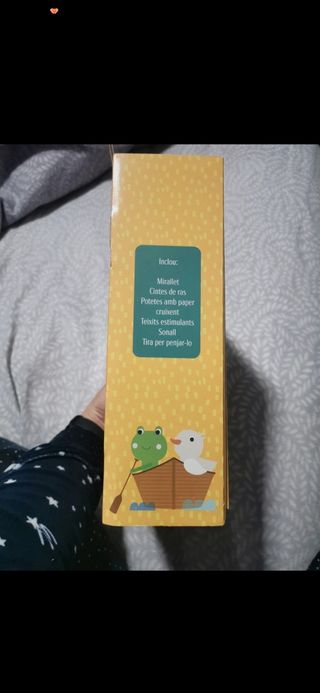 Inclou:
Mirallet
Cintes de ras
Potetes amb paper
cruixent
Teixits estimulants
Sonall
Tira per penjar-lo